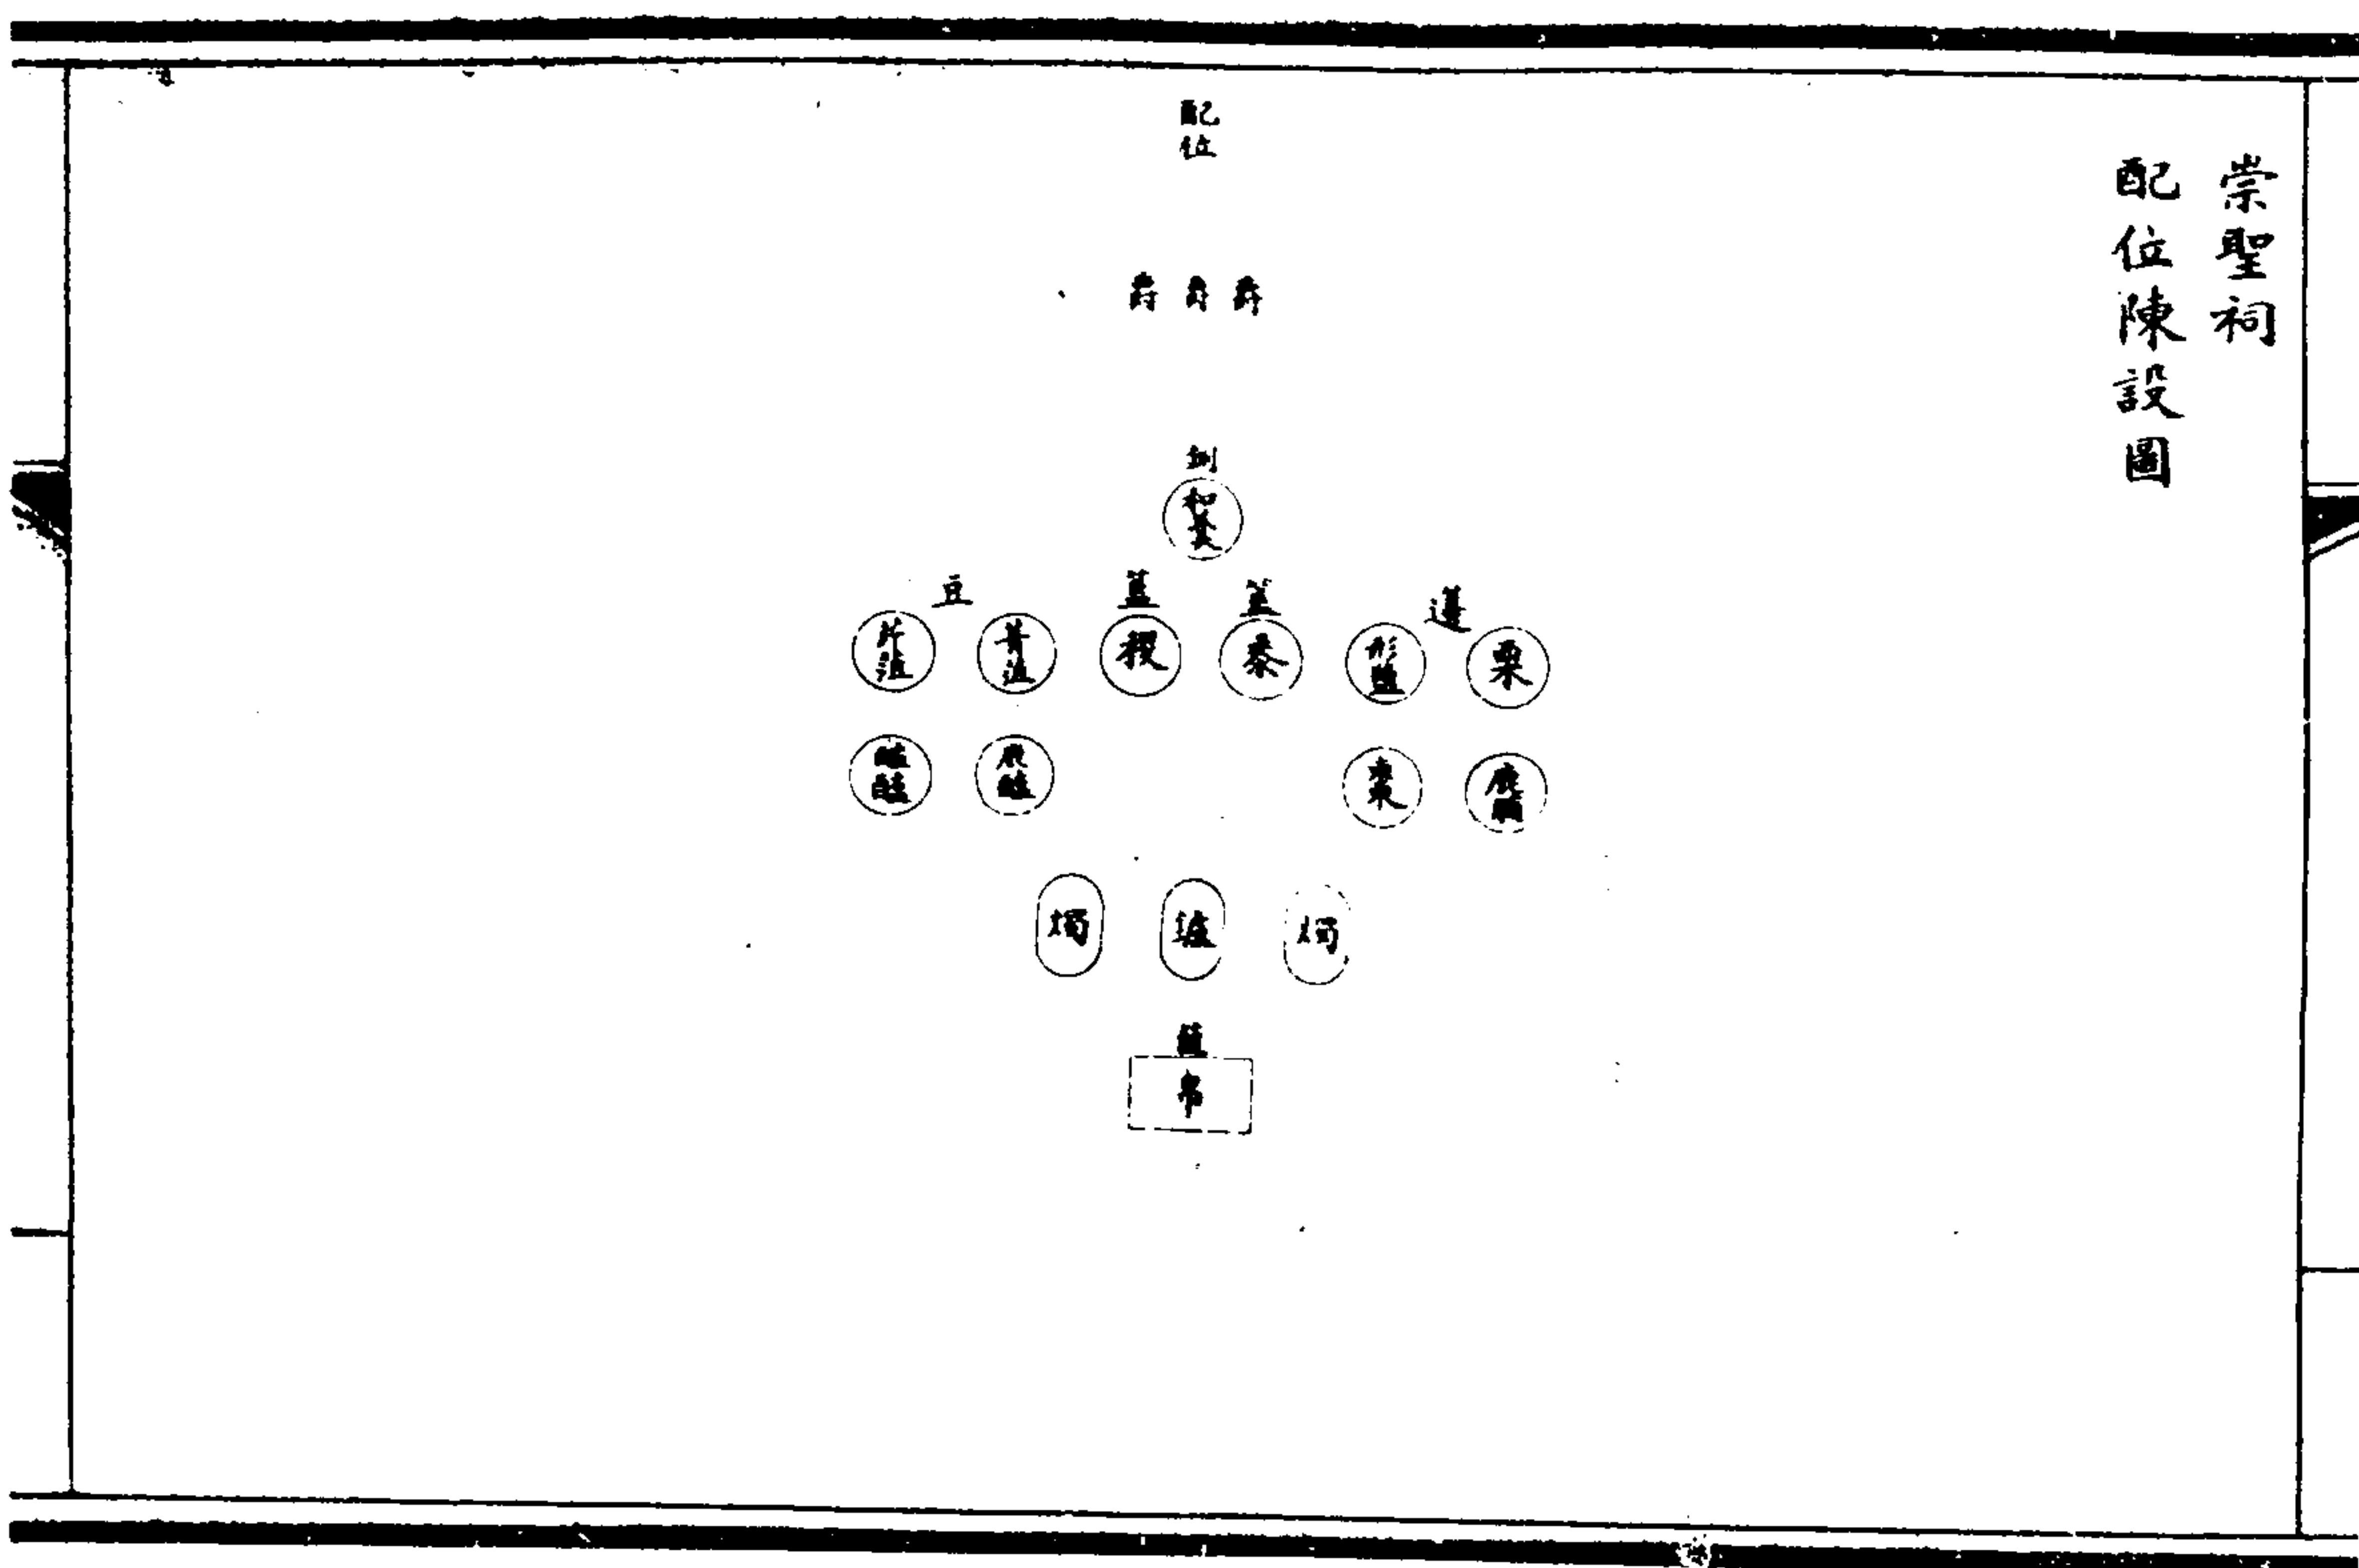 崇聖祠
配位陳設圖
配位
爵 爵 爵
鉶
和羹
豆 簠 簋 籩
芹菹 菁菹 稷 黍 形鹽 栗
醓醢 鹿醢 棗 鹿脯
燭 爐 燭
篚
帛